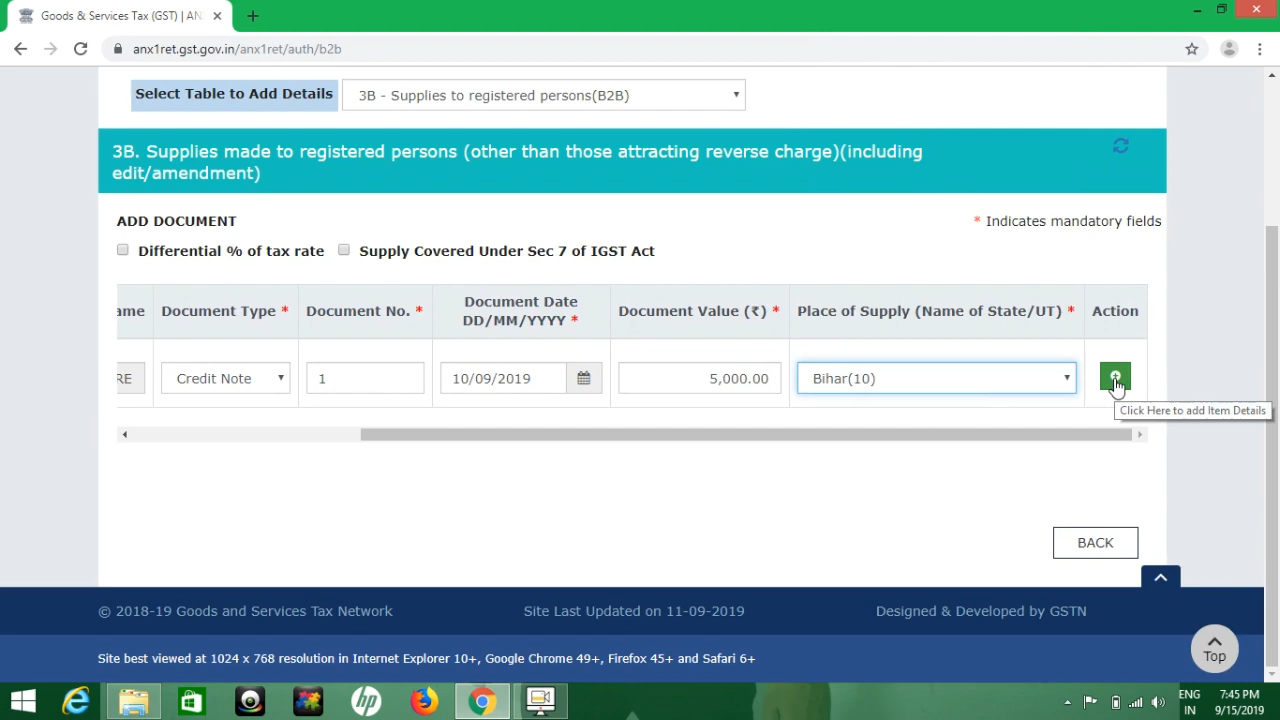 Goods & Services Tax (GST) | AN
anx1ret.gst.gov.in/anx1ret/auth/b2b
Select Table to Add Details
3B - Supplies to registered persons(B2B)
3B. Supplies made to registered persons (other than those attracting reverse charge)(including
edit/amendment)
ADD DOCUMENT
* Indicates mandatory fields
Differential % of tax rate
Supply Covered Under Sec 7 of IGST Act
ame
Document Type *
Document No. *
Document Date
DD/MM/YYYY *
Document Value (₹) *
Place of Supply (Name of State/UT) *
Action
RE
Credit Note
1
10/09/2019
5,000.00
Bihar(10)
Click Here to add Item Details
BACK
© 2018-19 Goods and Services Tax Network
Site Last Updated on 11-09-2019
Designed & Developed by GSTN
Site best viewed at 1024 x 768 resolution in Internet Explorer 10+, Google Chrome 49+, Firefox 45+ and Safari 6+
Top
hp
ENG
IN
7:45 PM
9/15/2019